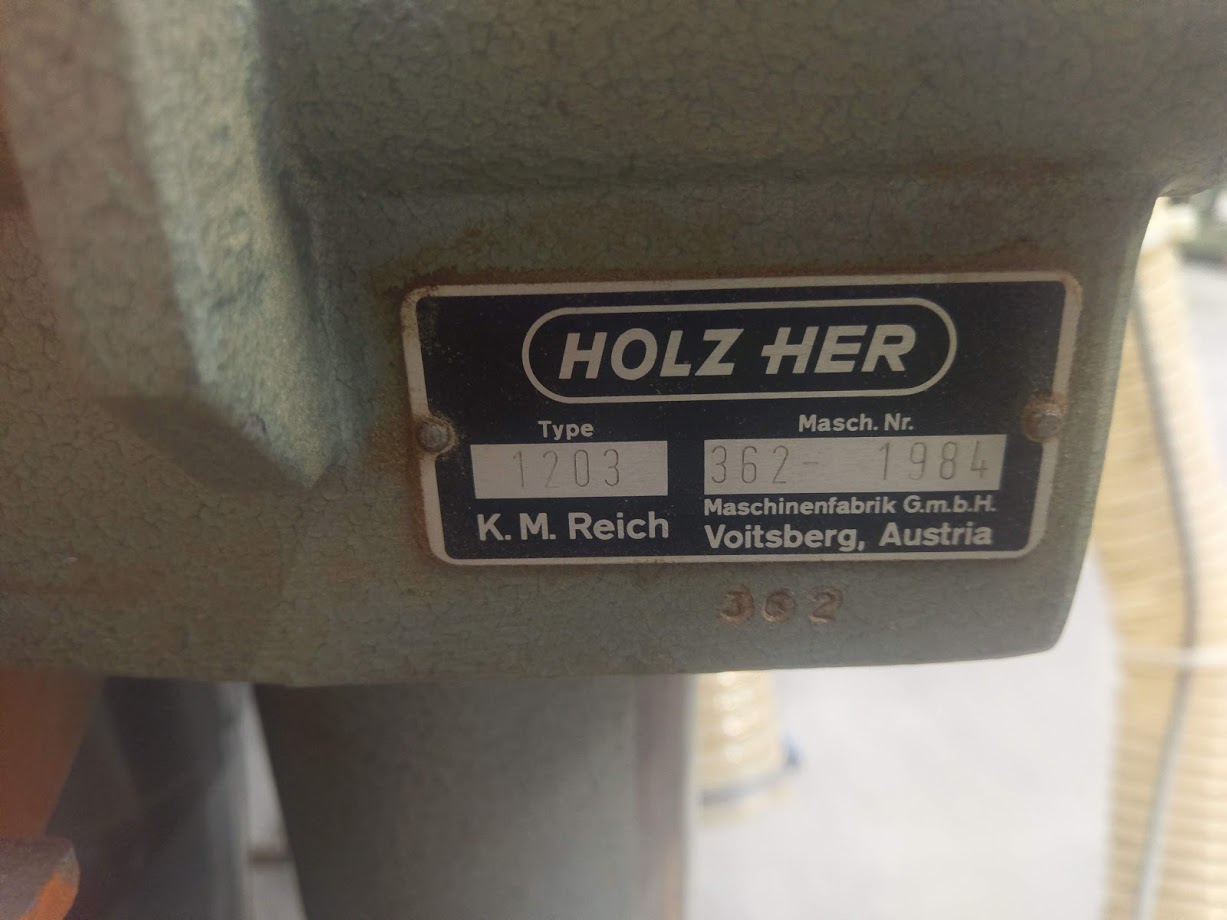 HOLZ HER
Type Masch. Nr.
1203 362- 1984
K. M. Reich Maschinenfabrik G.m.b.H.
Voitsberg, Austria
362